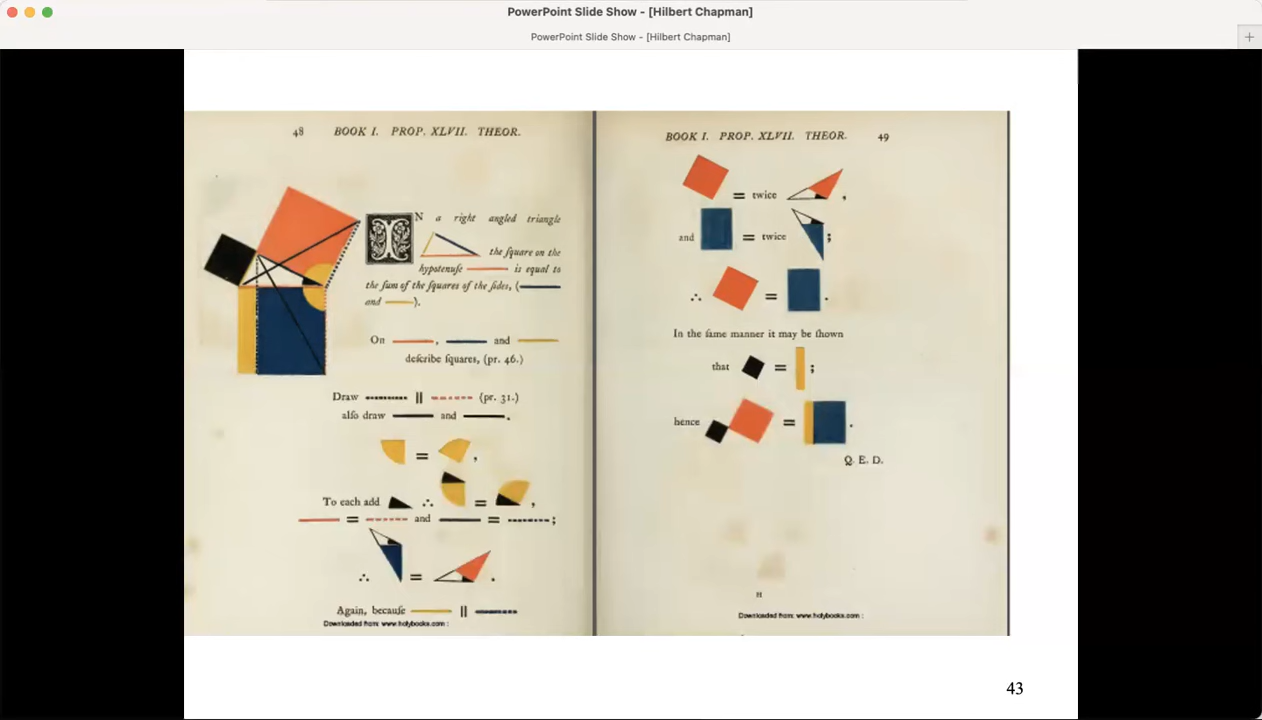 PowerPoint Slide Show - [Hilbert Chapman]
PowerPoint Slide Show - [Hilbert Chapman]
+
48 BOOK I. PROP. XLVII. THEOR.
IN a right angled triangle
the ſquare on the
hypotenuſe is equal to
the ſum of the ſquares of the ſides, (
and ).
On , and
deſcribe ſquares, (pr. 46.)
Draw || (pr. 31.)
alſo draw and .
= ,
To each add ∴ = ,
= and = ;
∴ = .
Again, becauſe ||
Downloaded from: www.holybooks.com :
BOOK I. PROP. XLVII. THEOR. 49
= twice ,
and = twice ;
∴ = .
In the ſame manner it may be ſhown
that = ;
hence = .
Q. E. D.
H
Downloaded from: www.holybooks.com :
43